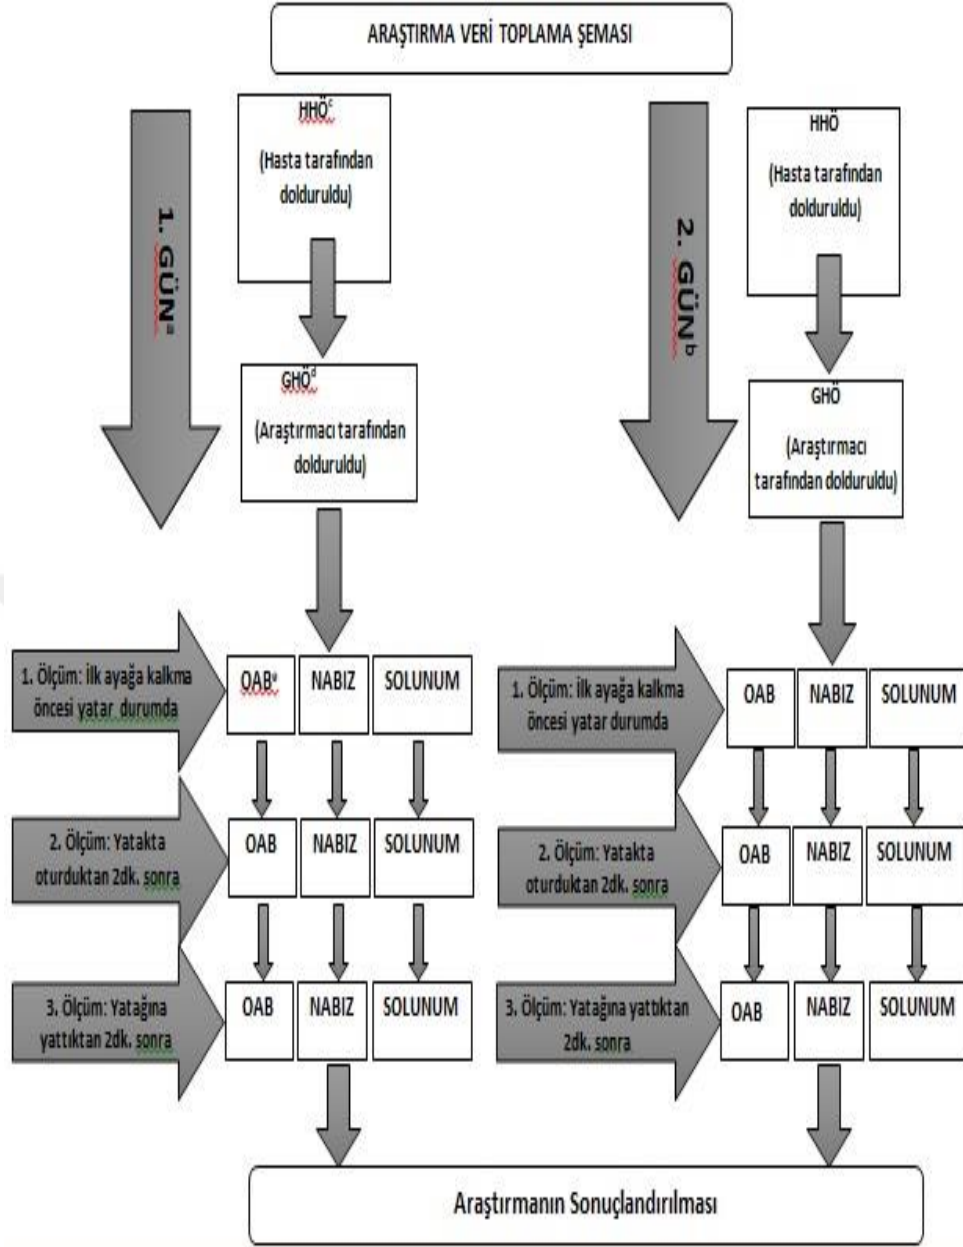 ARAŞTIRMA VERİ TOPLAMA ŞEMASI
1. GÜNᵃ
HHÖᶜ
(Hasta tarafından
dolduruldu)
GHÖᵈ
(Araştırmacı tarafından
dolduruldu)
1. Ölçüm: İlk ayağa kalkma
öncesi yatar durumda
OABᵉ NABIZ SOLUNUM
2. Ölçüm: Yatakta
oturduktan 2dk. sonra
OAB NABIZ SOLUNUM
3. Ölçüm: Yatağına
yattıktan 2dk. sonra
OAB NABIZ SOLUNUM
2. GÜNᵇ
HHÖ
(Hasta tarafından
dolduruldu)
GHÖ
(Araştırmacı
tarafından dolduruldu)
1. Ölçüm: İlk ayağa kalkma
öncesi yatar durumda
OAB NABIZ SOLUNUM
2. Ölçüm: Yatakta
oturduktan 2dk. sonra
OAB NABIZ SOLUNUM
3. Ölçüm: Yatağına yattıktan
2dk. sonra
OAB NABIZ SOLUNUM
Araştırmanın Sonuçlandırılması